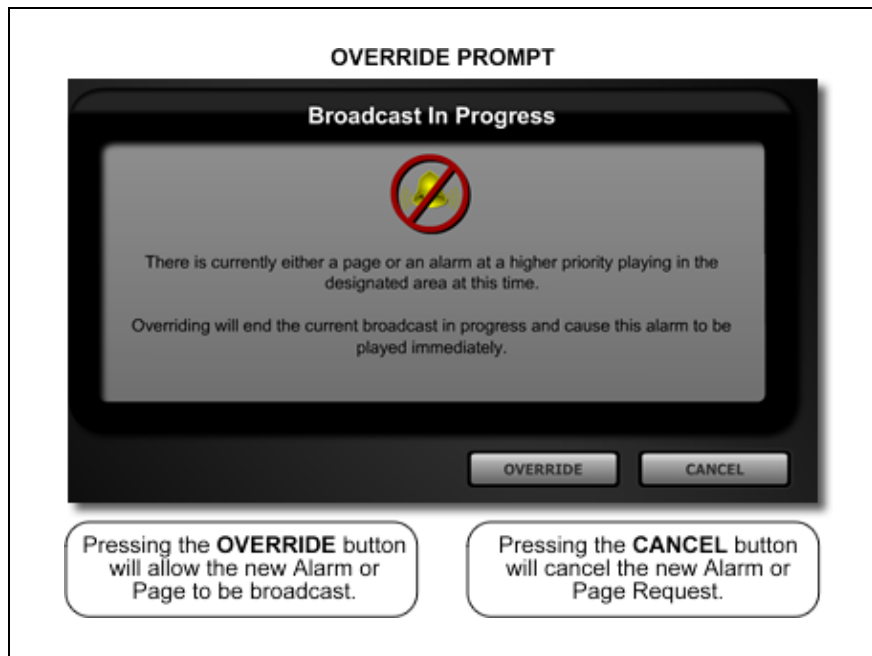 OVERRIDE PROMPT
Broadcast In Progress
There is currently either a page or an alarm at a higher priority playing in the
designated area at this time.
Overriding will end the current broadcast in progress and cause this alarm to be
played immediately.
OVERRIDE CANCEL
Pressing the OVERRIDE button
will allow the new Alarm or
Page to be broadcast.
Pressing the CANCEL button
will cancel the new Alarm or
Page Request.